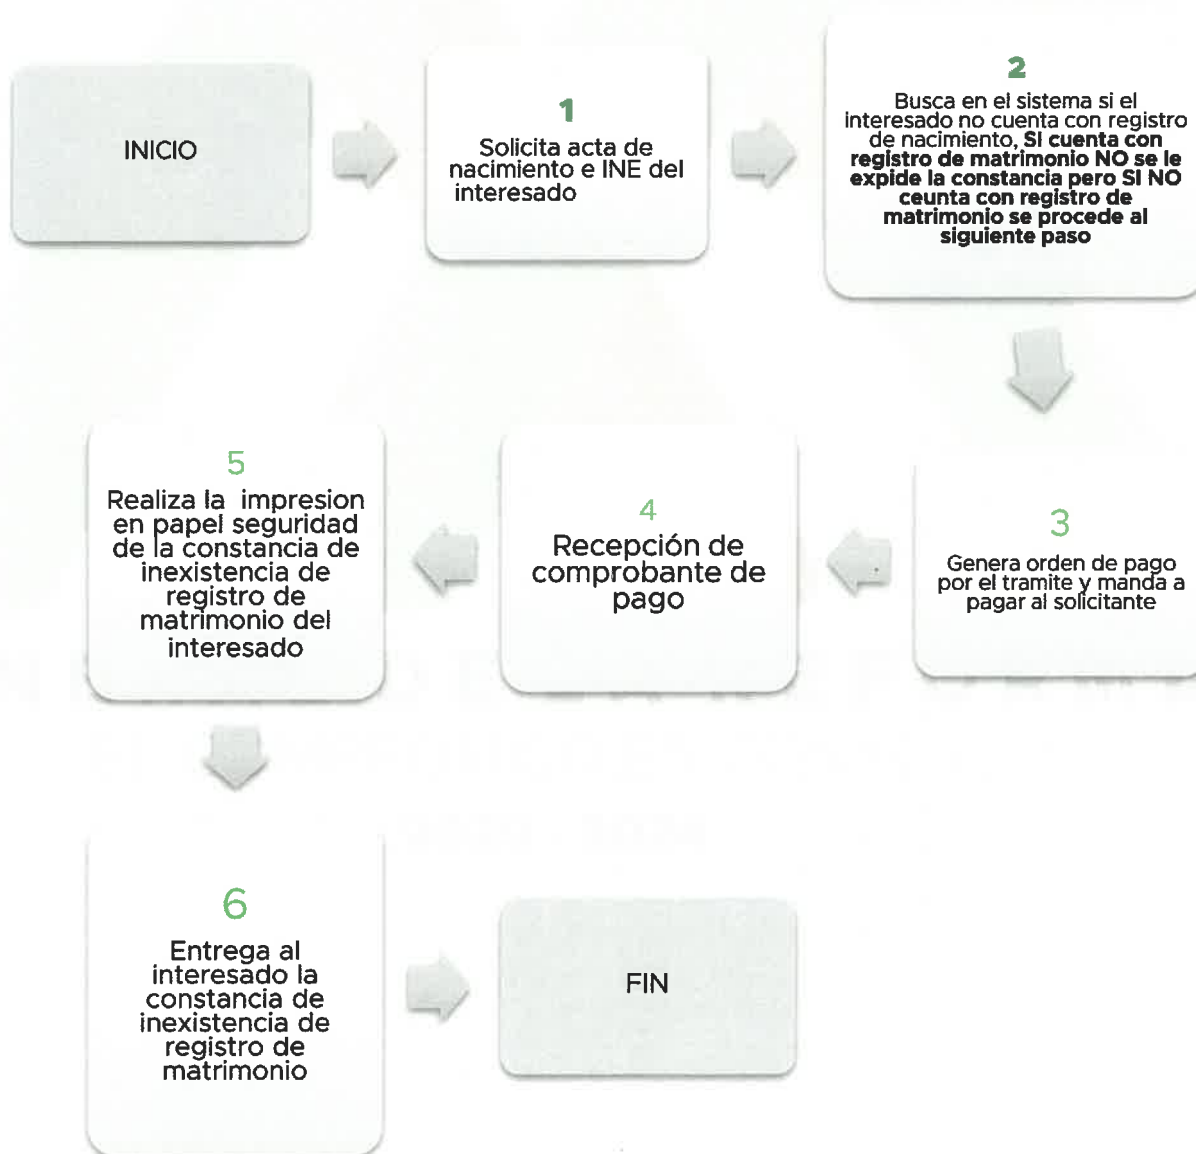 INICIO
1
Solicita acta de
nacimiento e INE del
interesado
2
Busca en el sistema si el
interesado no cuenta con registro
de nacimiento, SI cuenta con
registro de matrimonio NO se le
expide la constancia pero SI NO
ceunta con registro de
matrimonio se procede al
siguiente paso
3
Genera orden de pago
por el tramite y manda a
pagar al solicitante
4
Recepción de
comprobante de
pago
5
Realiza la impresion
en papel seguridad
de la constancia de
inexistencia de
registro de
matrimonio del
interesado
6
Entrega al
interesado la
constancia de
inexistencia de
registro de
matrimonio
FIN